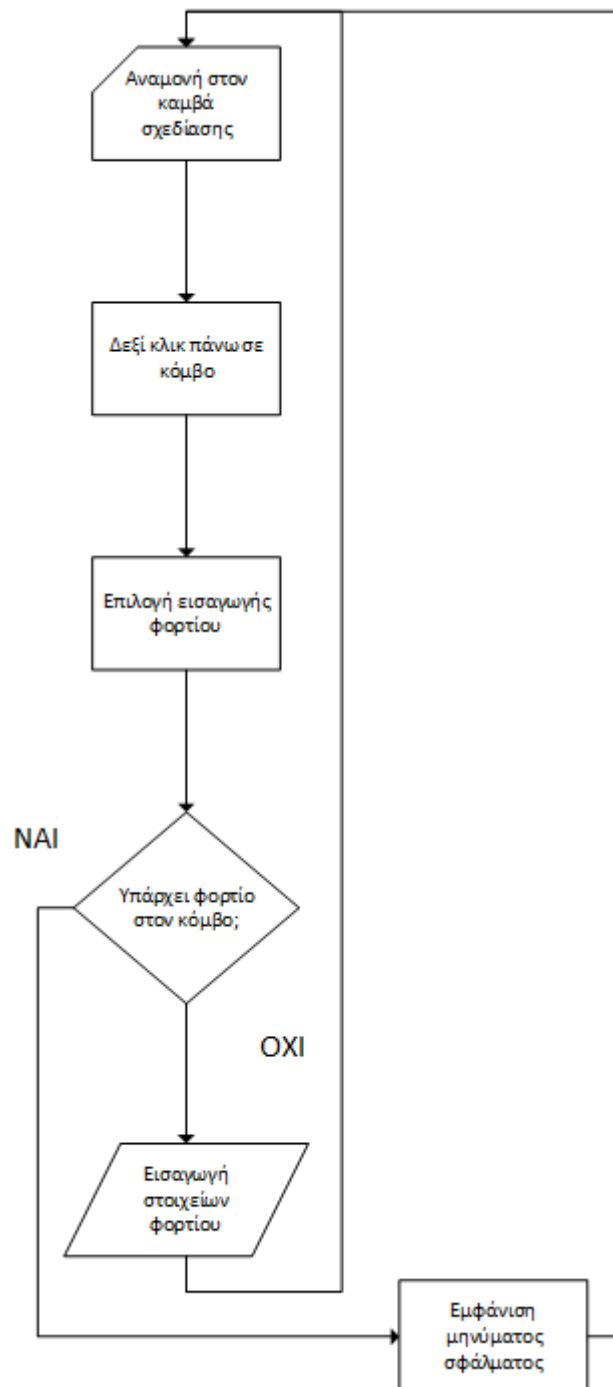 Αναμονή στον
καμβά
σχεδίασης
Δεξί κλικ πάνω σε
κόμβο
Επιλογή εισαγωγής
φορτίου
ΝΑΙ
Υπάρχει φορτίο
στον κόμβο;
ΟΧΙ
Εισαγωγή
στοιχείων
φορτίου
Εμφάνιση
μηνύματος
σφάλματος